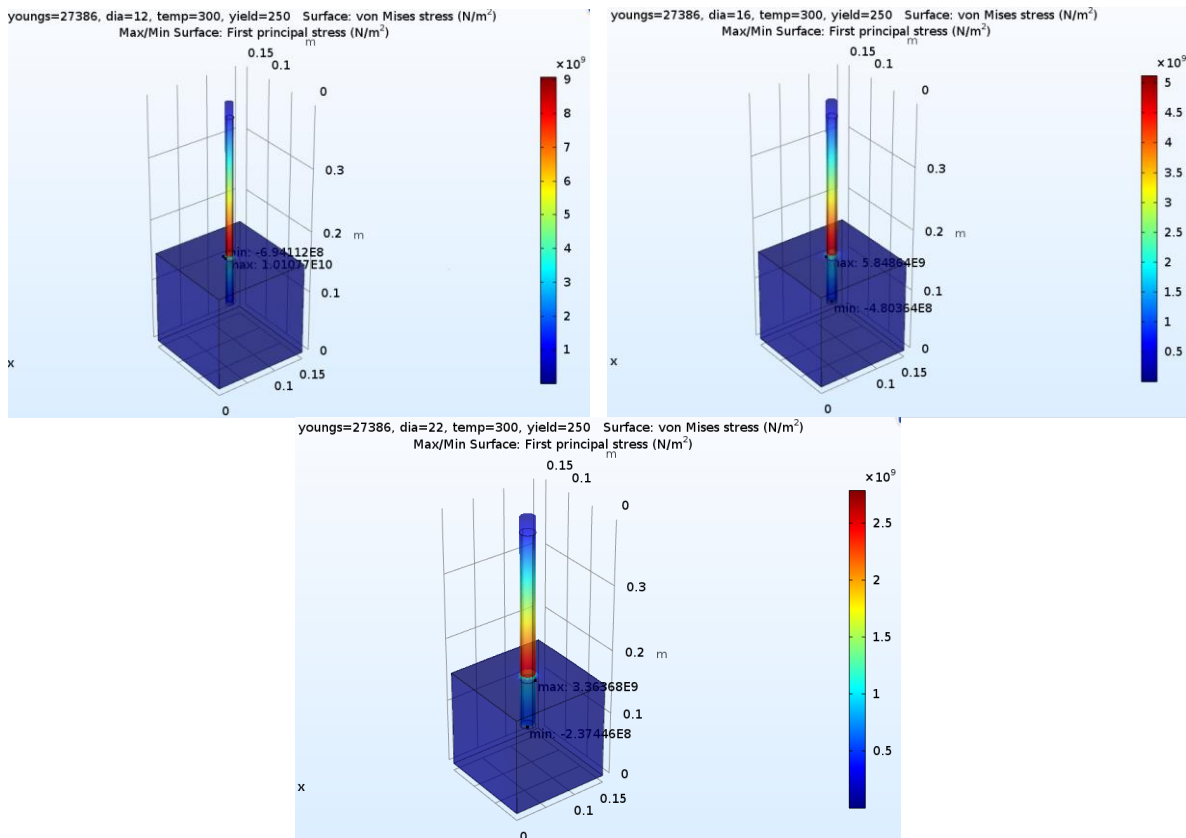 youngs=27386, dia=12, temp=300, yield=250 Surface: von Mises stress (N/m²)
Max/Min Surface: First principal stress (N/m²)
m
0.15
0.1
0
×10⁹
9
8
7
6
5
4
3
2
1
0.3
0.2 m
0.1
0
0.15
0.1
0
x
min: -6.94112E8
max: 1.01077E10
youngs=27386, dia=16, temp=300, yield=250 Surface: von Mises stress (N/m²)
Max/Min Surface: First principal stress (N/m²)
m
0.15
0.1
0
×10⁹
5
4.5
4
3.5
3
2.5
2
1.5
1
0.5
0.3
0.2 m
0.1
0
0.15
0.1
0
x
max: 5.84864E9
min: -4.80364E8
youngs=27386, dia=22, temp=300, yield=250 Surface: von Mises stress (N/m²)
Max/Min Surface: First principal stress (N/m²)
m
0.15
0.1
0
×10⁹
2.5
2
1.5
1
0.5
0.3
0.2 m
0.1
0
0.15
0.1
0
x
max: 3.36368E9
min: -2.37446E8